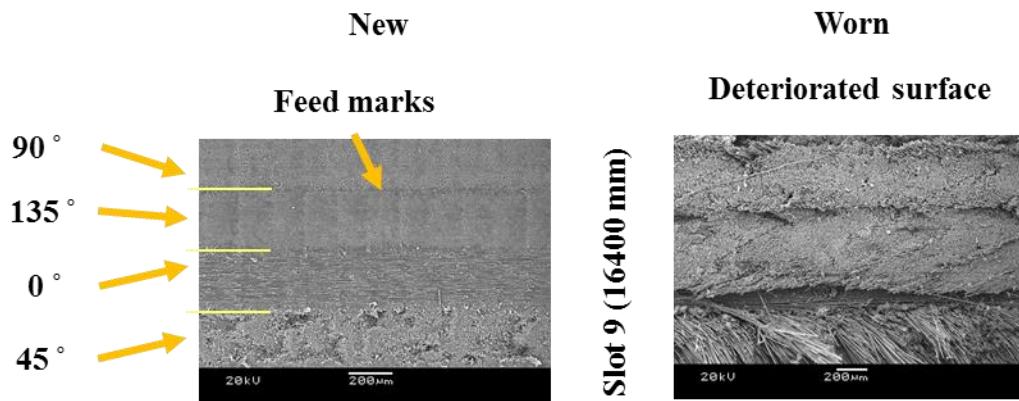 New
Worn
Feed marks
Deteriorated surface
90°
135°
0°
45°
Slot 9 (16400 mm)
20kV 200μm
20kV 200μm